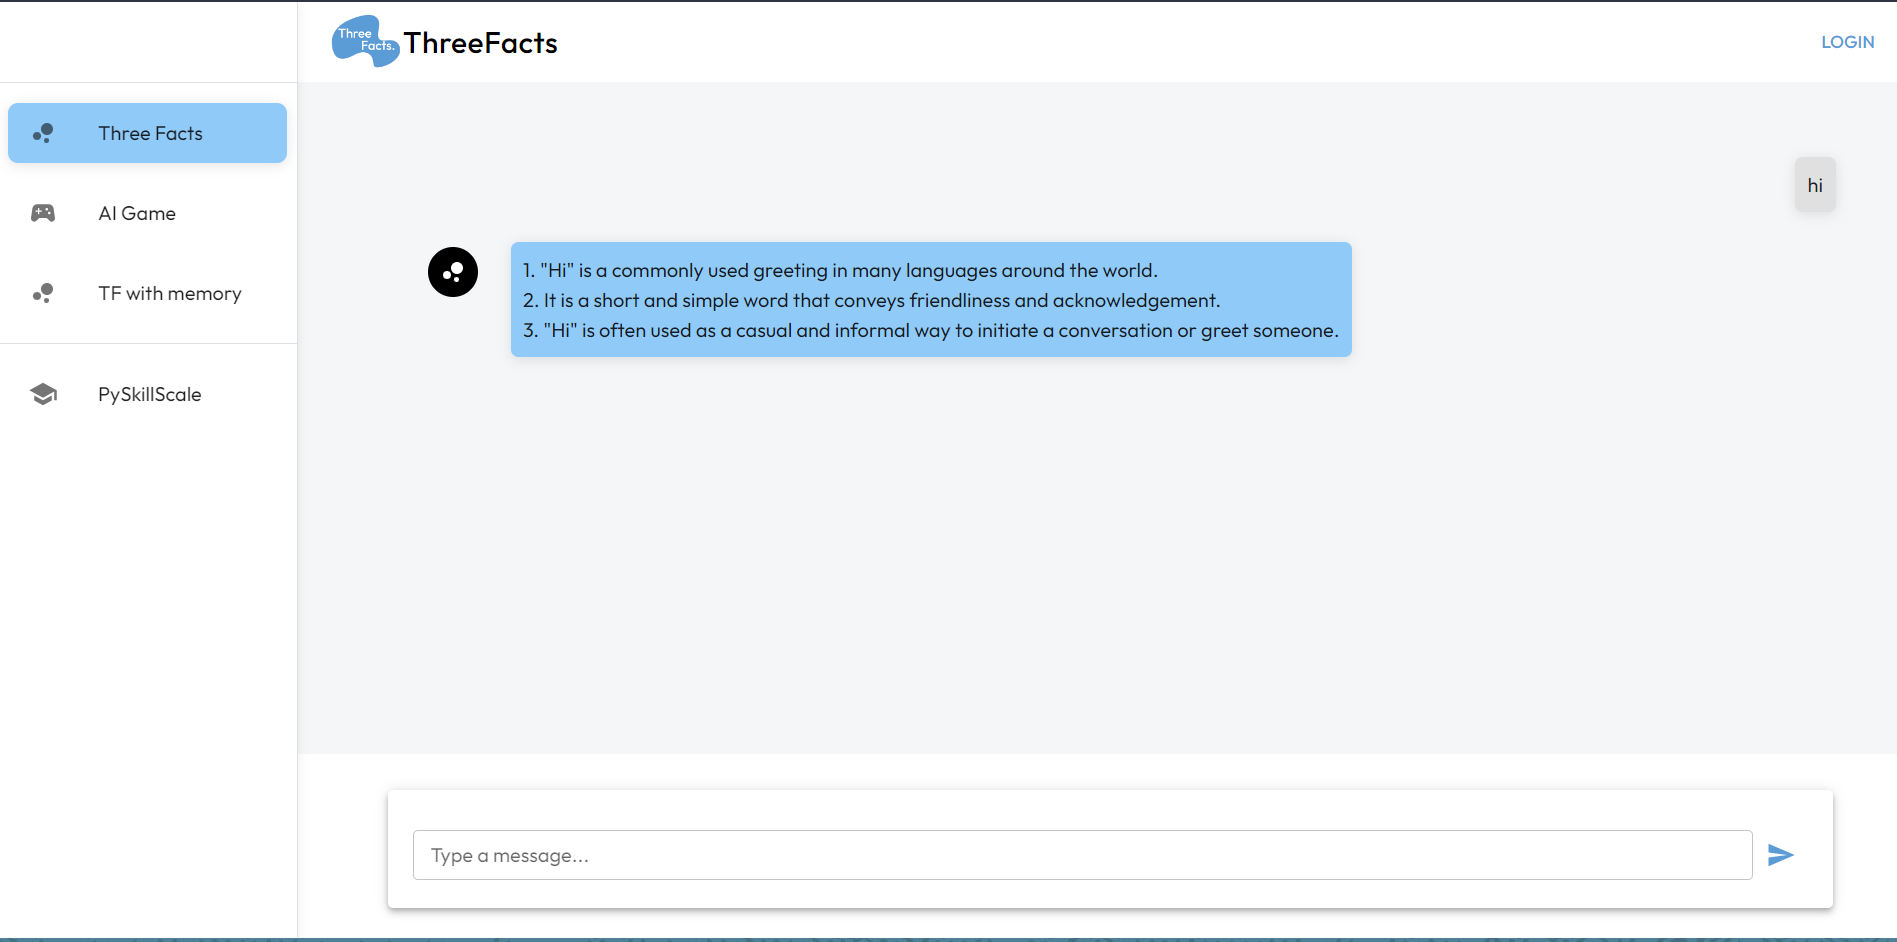 Three
Facts.
ThreeFacts
LOGIN
Three Facts
AI Game
TF with memory
PySkillScale
hi
1. "Hi" is a commonly used greeting in many languages around the world.
2. It is a short and simple word that conveys friendliness and acknowledgement.
3. "Hi" is often used as a casual and informal way to initiate a conversation or greet someone.
Type a message...